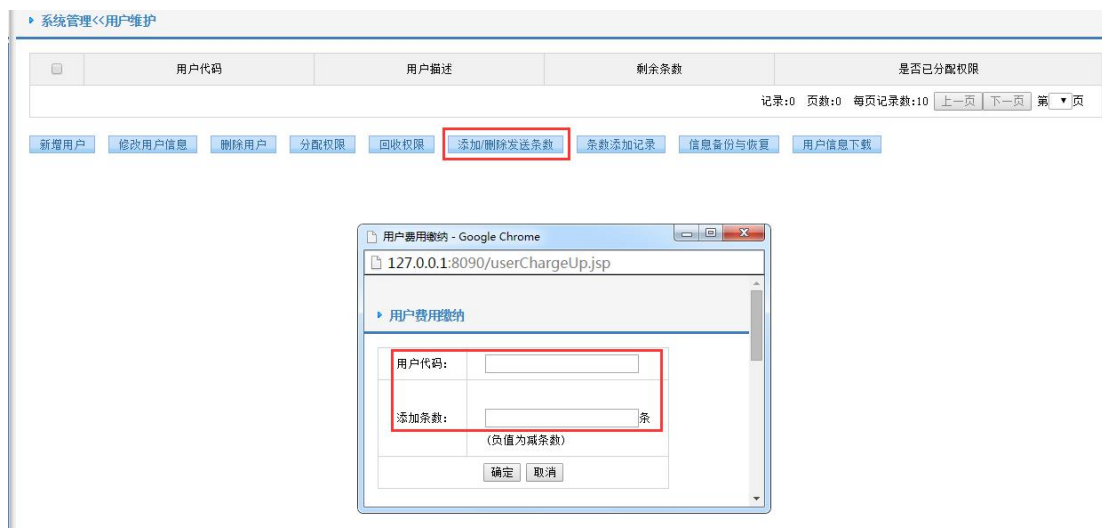 系统管理<<用户维护
用户代码 用户描述 剩余条数 是否已分配权限
记录:0 页数:0 每页记录数:10 上一页 下一页 第 页
新增用户 修改用户信息 删除用户 分配权限 回收权限 添加/删除发送条数 条数添加记录 信息备份与恢复 用户信息下载
用户费用缴纳 - Google Chrome
127.0.0.1:8090/userChargeUp.jsp
用户费用缴纳
用户代码:
添加条数: 条
(负值为减条数)
确定 取消